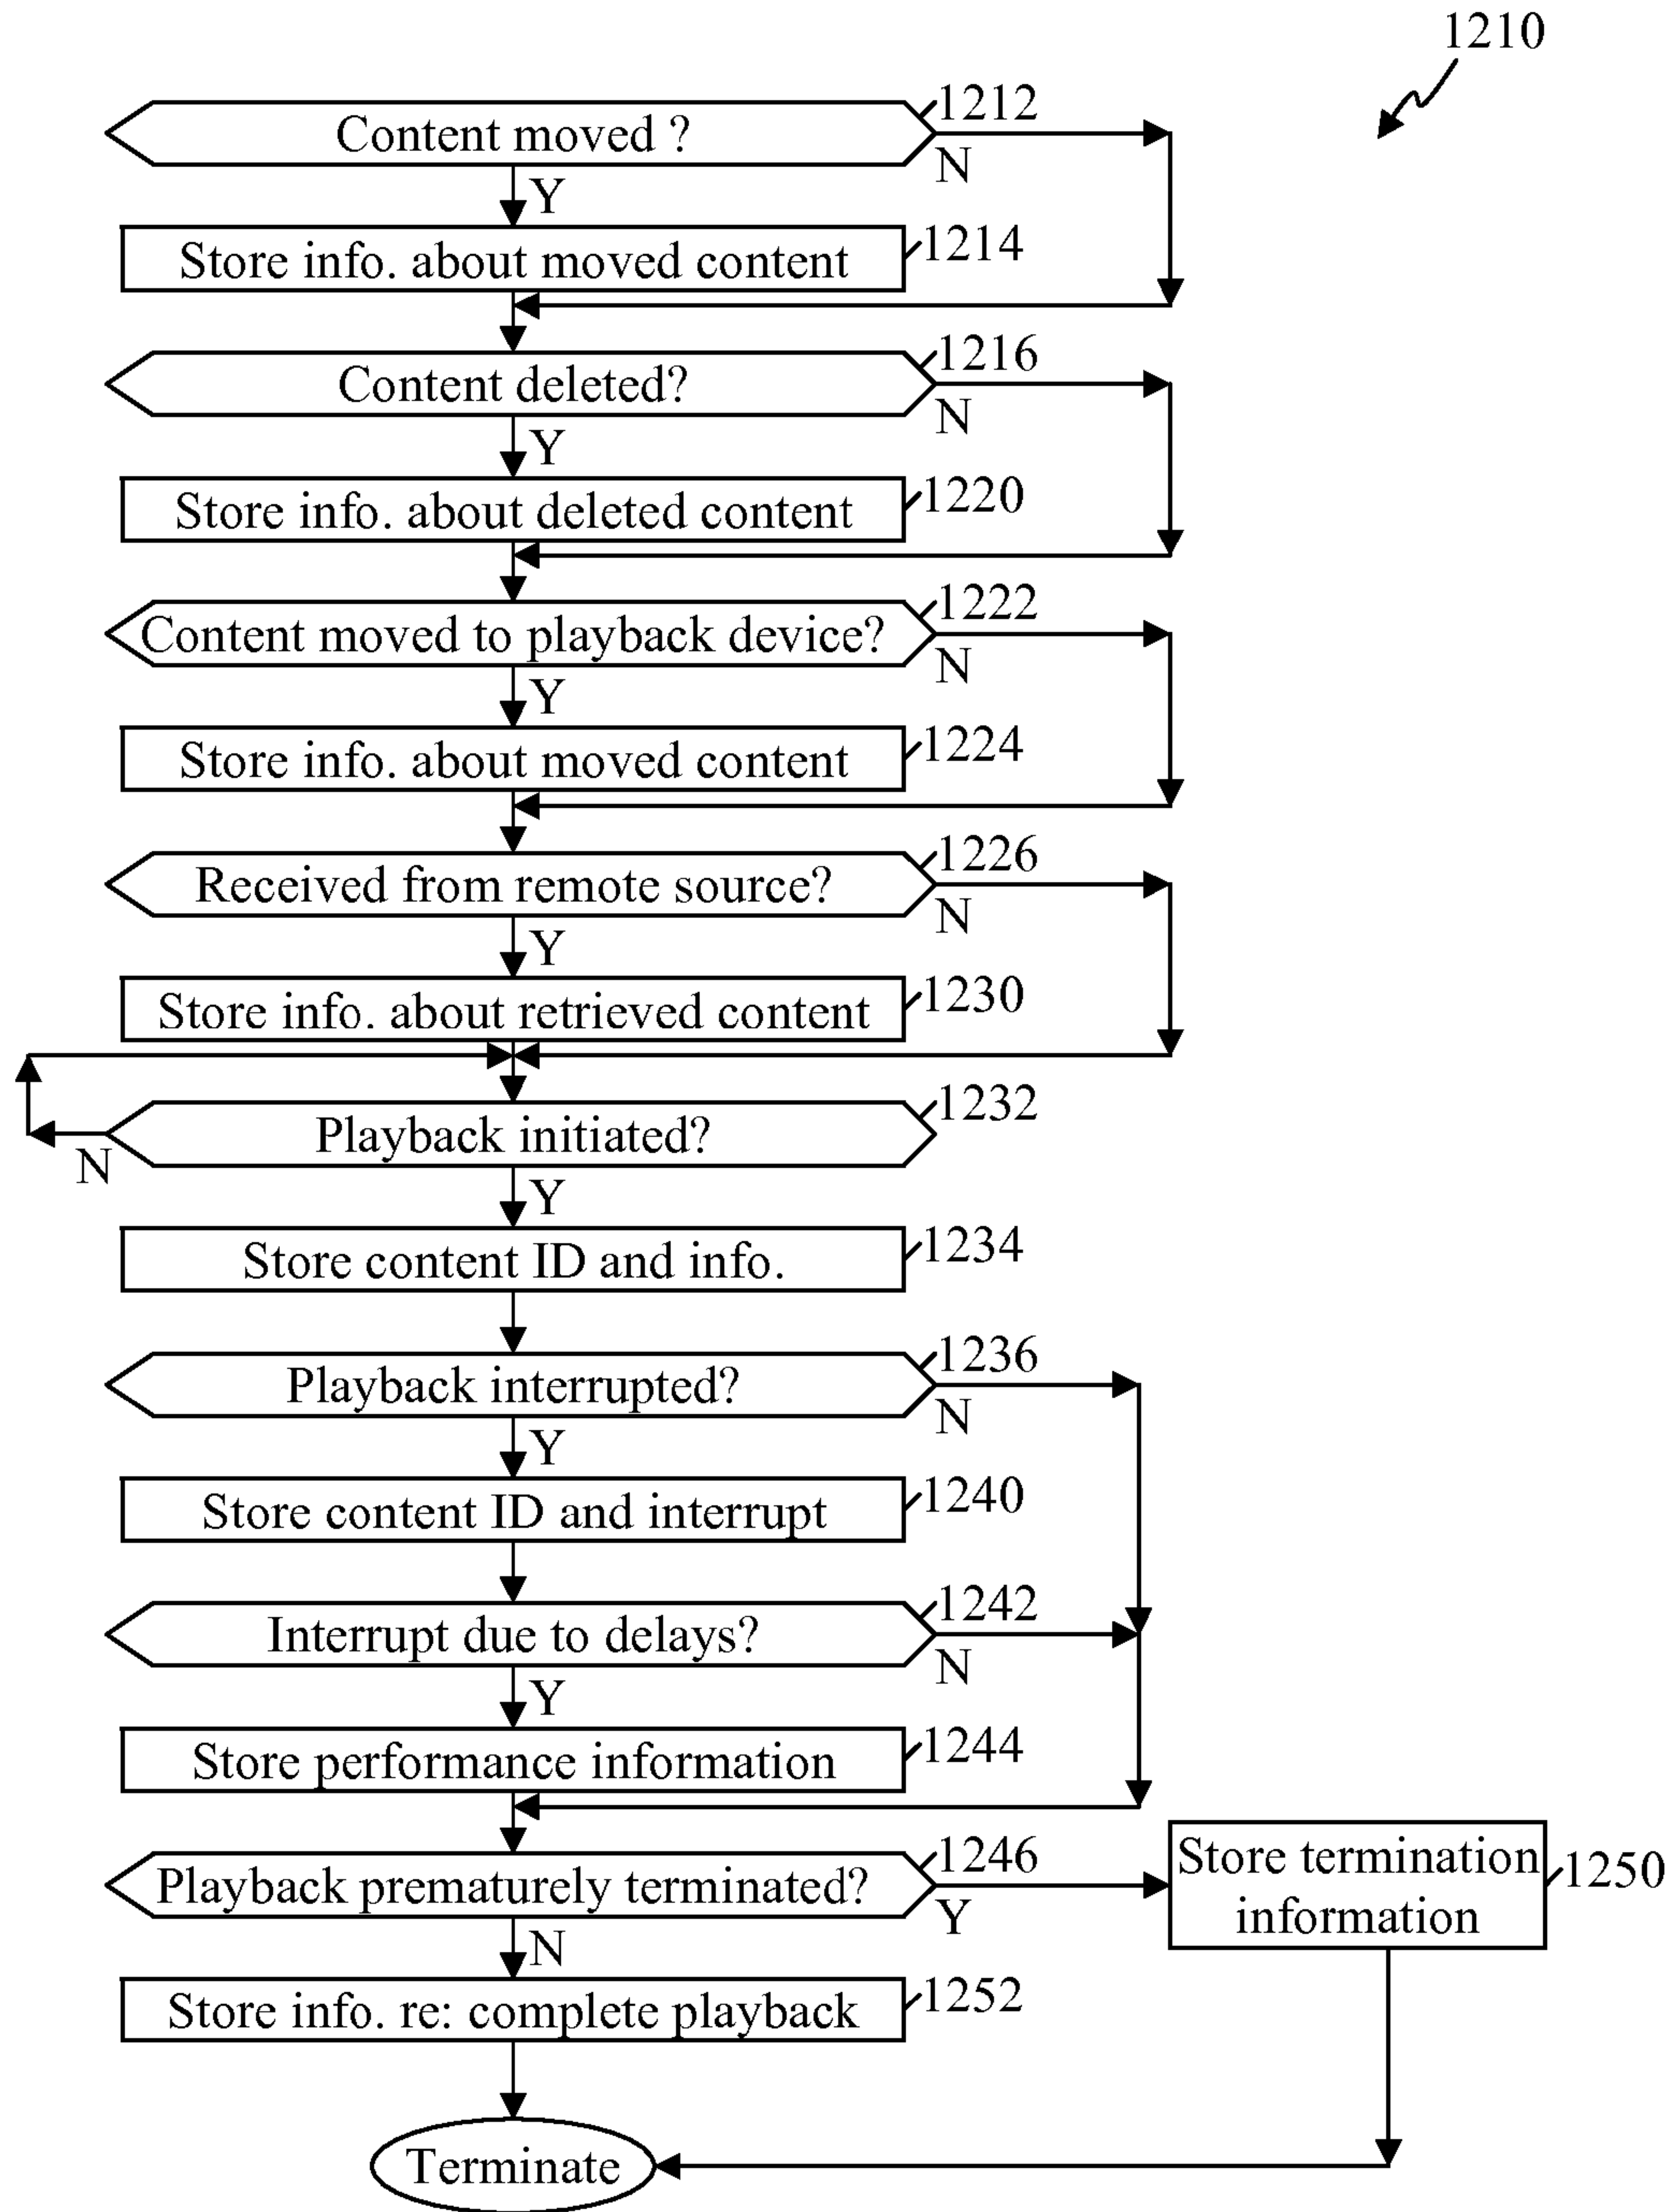 1210
Content moved ?
1212
N
Y
Store info. about moved content
1214
Content deleted?
1216
N
Y
Store info. about deleted content
1220
Content moved to playback device?
1222
N
Y
Store info. about moved content
1224
Received from remote source?
1226
N
Y
Store info. about retrieved content
1230
Playback initiated?
1232
N
Y
Store content ID and info.
1234
Playback interrupted?
1236
N
Y
Store content ID and interrupt
1240
Interrupt due to delays?
1242
N
Y
Store performance information
1244
Playback prematurely terminated?
1246
Y
N
Store termination
information
1250
Store info. re: complete playback
1252
Terminate